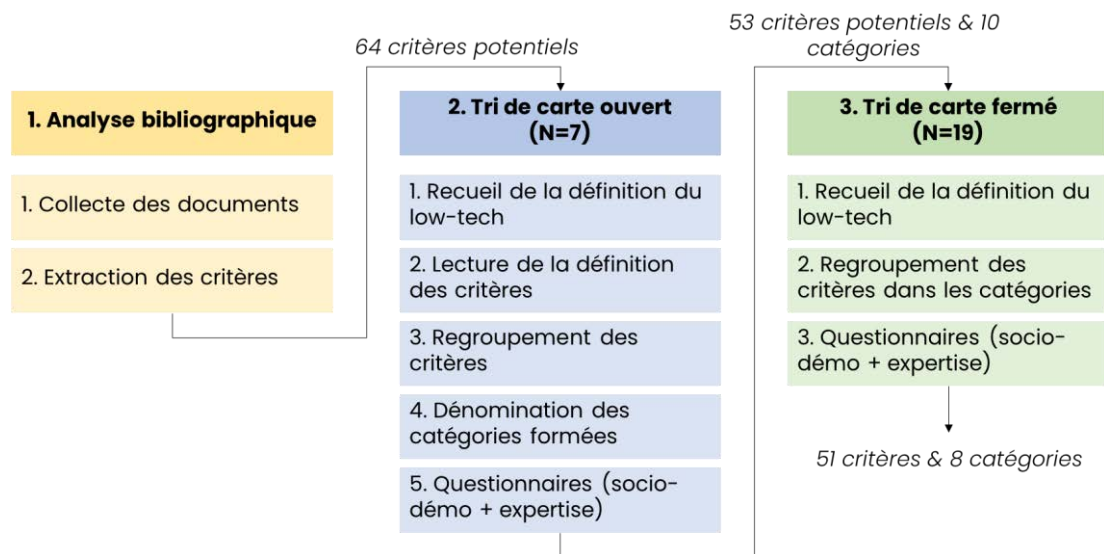 64 critères potentiels
53 critères potentiels & 10
catégories
1. Analyse bibliographique
1. Collecte des documents
2. Extraction des critères
2. Tri de carte ouvert
(N=7)
1. Recueil de la définition du
low-tech
2. Lecture de la définition
des critères
3. Regroupement des
critères
4. Dénomination des
catégories formées
5. Questionnaires (socio-
démo + expertise)
3. Tri de carte fermé
(N=19)
1. Recueil de la définition du
low-tech
2. Regroupement des
critères dans les catégories
3. Questionnaires (socio-
démo + expertise)
51 critères & 8 catégories